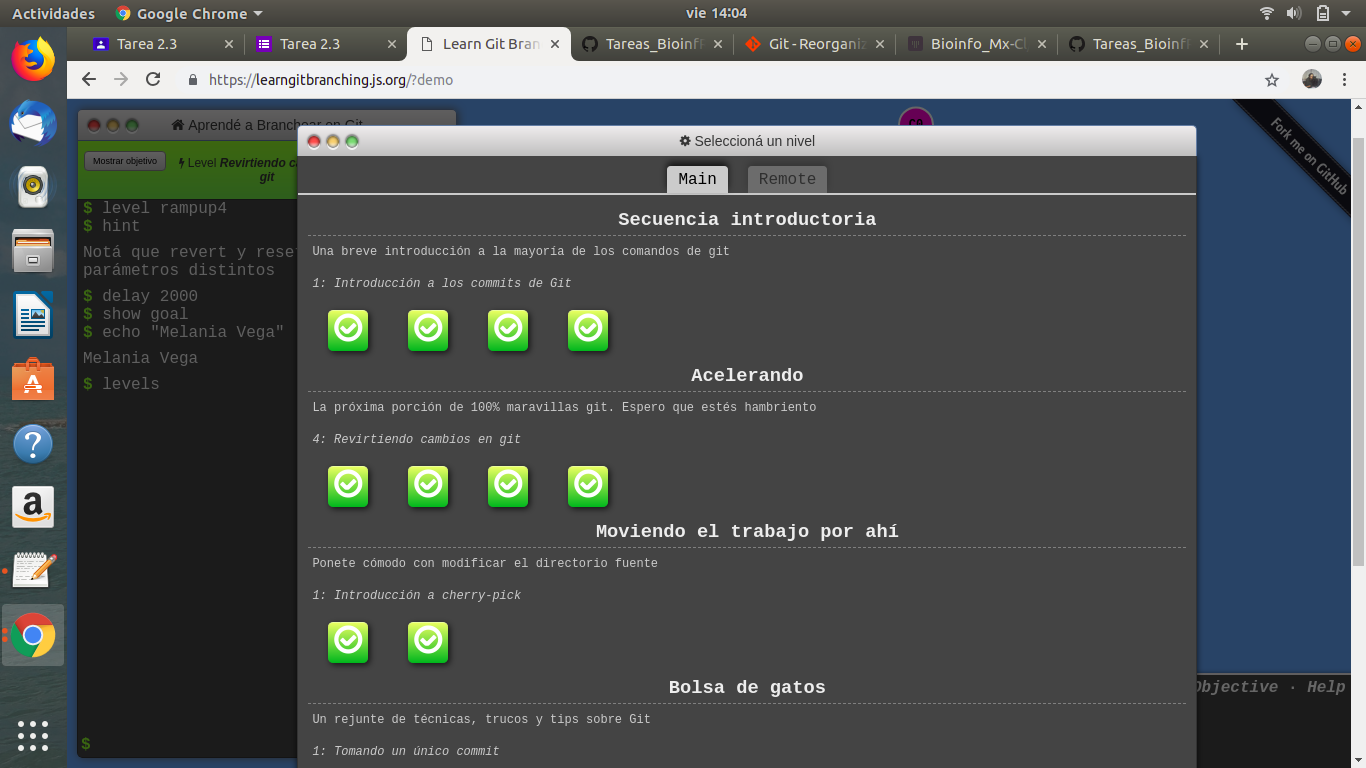 Actividades Google Chrome vie 14:04
Tarea 2.3 Tarea 2.3 Learn Git Bran Tareas_BioinfR Git - Reorganiz Bioinfo_Mx-Cl Tareas_BioinfR
https://learngitbranching.js.org/?demo
Aprendé a Branchear en Git
Mostrar objetivo
Level Revirtiendo ca
git
$ level rampup4
$ hint
Notá que revert y rese
parámetros distintos
$ delay 2000
$ show goal
$ echo "Melania Vega"
Melania Vega
$ levels
$
Seleccioná un nivel
Main Remote
Secuencia introductoria
Una breve introducción a la mayoría de los comandos de git
1: Introducción a los commits de Git
Acelerando
La próxima porción de 100% maravillas git. Espero que estés hambriento
4: Revirtiendo cambios en git
Moviendo el trabajo por ahí
Ponete cómodo con modificar el directorio fuente
1: Introducción a cherry-pick
Bolsa de gatos
Un rejunte de técnicas, trucos y tips sobre Git
1: Tomando un único commit
Fork me on GitHub
Objective · Help